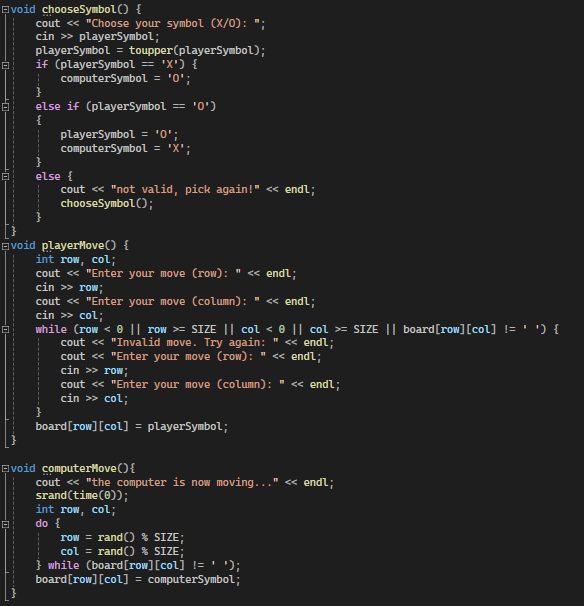 void chooseSymbol() {
    cout << "Choose your symbol (X/O): ";
    cin >> playerSymbol;
    playerSymbol = toupper(playerSymbol);
    if (playerSymbol == 'X') {
        computerSymbol = 'O';
    }
    else if (playerSymbol == 'O')
    {
        playerSymbol = 'O';
        computerSymbol = 'X';
    }
    else {
        cout << "not valid, pick again!" << endl;
        chooseSymbol();
    }
}
void playerMove() {
    int row, col;
    cout << "Enter your move (row): " << endl;
    cin >> row;
    cout << "Enter your move (column): " << endl;
    cin >> col;
    while (row < 0 || row >= SIZE || col < 0 || col >= SIZE || board[row][col] != ' ') {
        cout << "Invalid move. Try again: " << endl;
        cout << "Enter your move (row): " << endl;
        cin >> row;
        cout << "Enter your move (column): " << endl;
        cin >> col;
    }
    board[row][col] = playerSymbol;
}

void computerMove(){
    cout << "the computer is now moving..." << endl;
    srand(time(0));
    int row, col;
    do {
        row = rand() % SIZE;
        col = rand() % SIZE;
    } while (board[row][col] != ' ');
    board[row][col] = computerSymbol;
}